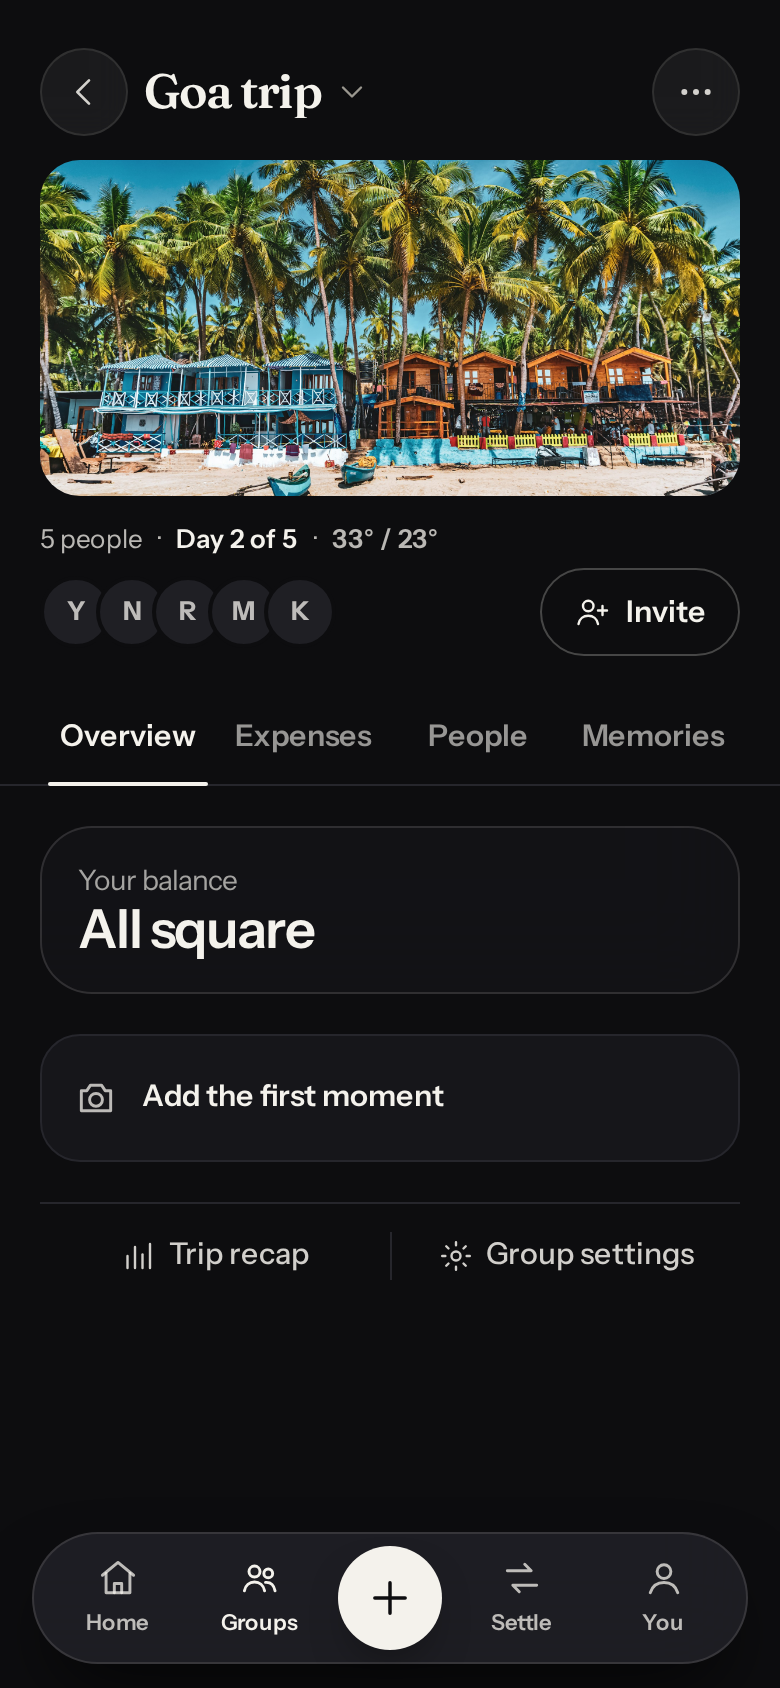 Goa trip
5 people · Day 2 of 5 · 33° / 23°
Y N R M K
Invite
Overview Expenses People Memories
Your balance
All square
Add the first moment
Trip recap Group settings
Home Groups Settle You